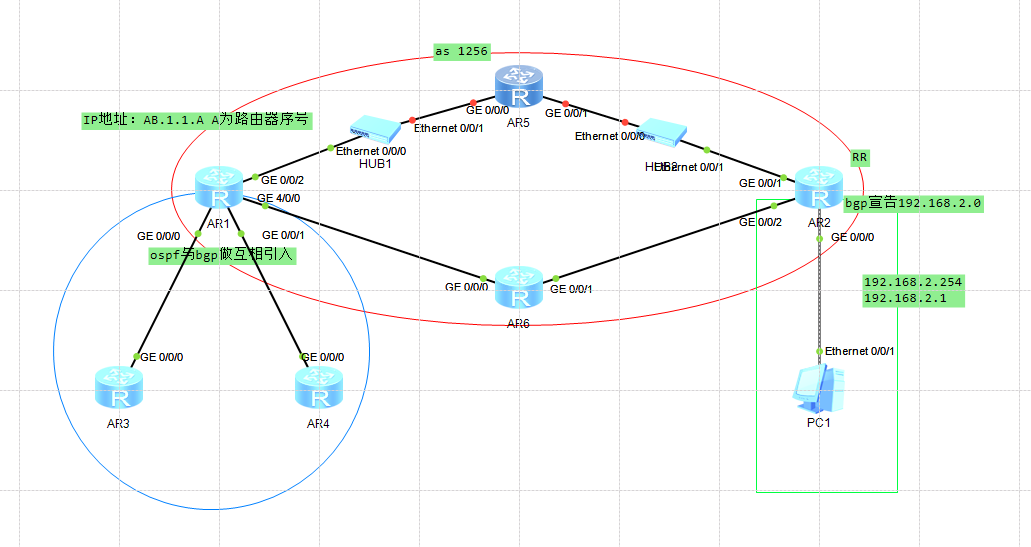 as 1256
AR5
GE 0/0/0
GE 0/0/1
IP地址：AB.1.1.A A为路由器序号
Ethernet 0/0/1
Ethernet 0/0/0
Ethernet 0/0/0
HUB1
HUB2
Ethernet 0/0/1
RR
GE 0/0/2
GE 0/0/1
GE 4/0/0
bgp宣告192.168.2.0
AR1
AR2
GE 0/0/0
GE 0/0/1
GE 0/0/2
GE 0/0/0
ospf与bgp做互相引入
192.168.2.254
192.168.2.1
GE 0/0/0
GE 0/0/1
AR6
GE 0/0/0
GE 0/0/0
Ethernet 0/0/1
AR3
AR4
PC1